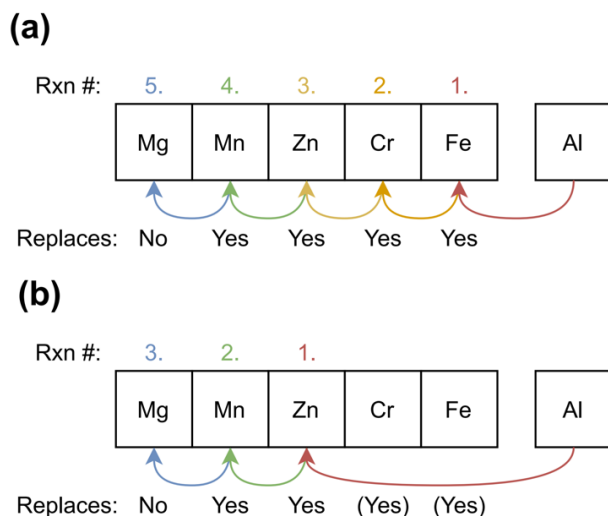 (a)
Rxn #: 5. 4. 3. 2. 1.
Mg Mn Zn Cr Fe Al
Replaces: No Yes Yes Yes Yes
(b)
Rxn #: 3. 2. 1.
Mg Mn Zn Cr Fe Al
Replaces: No Yes Yes (Yes) (Yes)